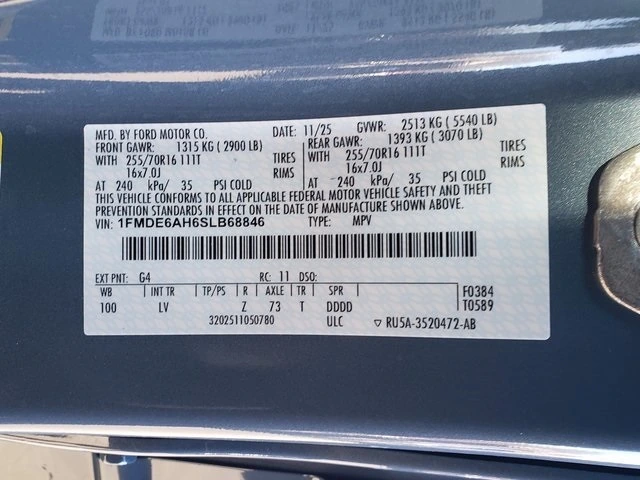 MFD. BY FORD MOTOR CO. DATE: 11/25 GVWR: 2513 KG ( 5540 LB)
FRONT GAWR: 1315 KG ( 2900 LB) REAR GAWR: 1393 KG ( 3070 LB)
WITH 255/70R16 111T TIRES WITH 255/70R16 111T TIRES
16x7.0J RIMS 16x7.0J RIMS
AT 240 kPa/ 35 PSI COLD AT 240 kPa/ 35 PSI COLD
THIS VEHICLE CONFORMS TO ALL APPLICABLE FEDERAL MOTOR VEHICLE SAFETY AND THEFT
PREVENTION STANDARDS IN EFFECT ON THE DATE OF MANUFACTURE SHOWN ABOVE.
VIN: 1FMDE6AH6SLB68846 TYPE: MPV
EXT PNT: G4 RC: 11 DSO:
WB INT TR TP/PS R AXLE TR SPR F0384
100 LV Z 73 T DDDD T0589
3202511050780 ULC ▽ RU5A-3520472-AB